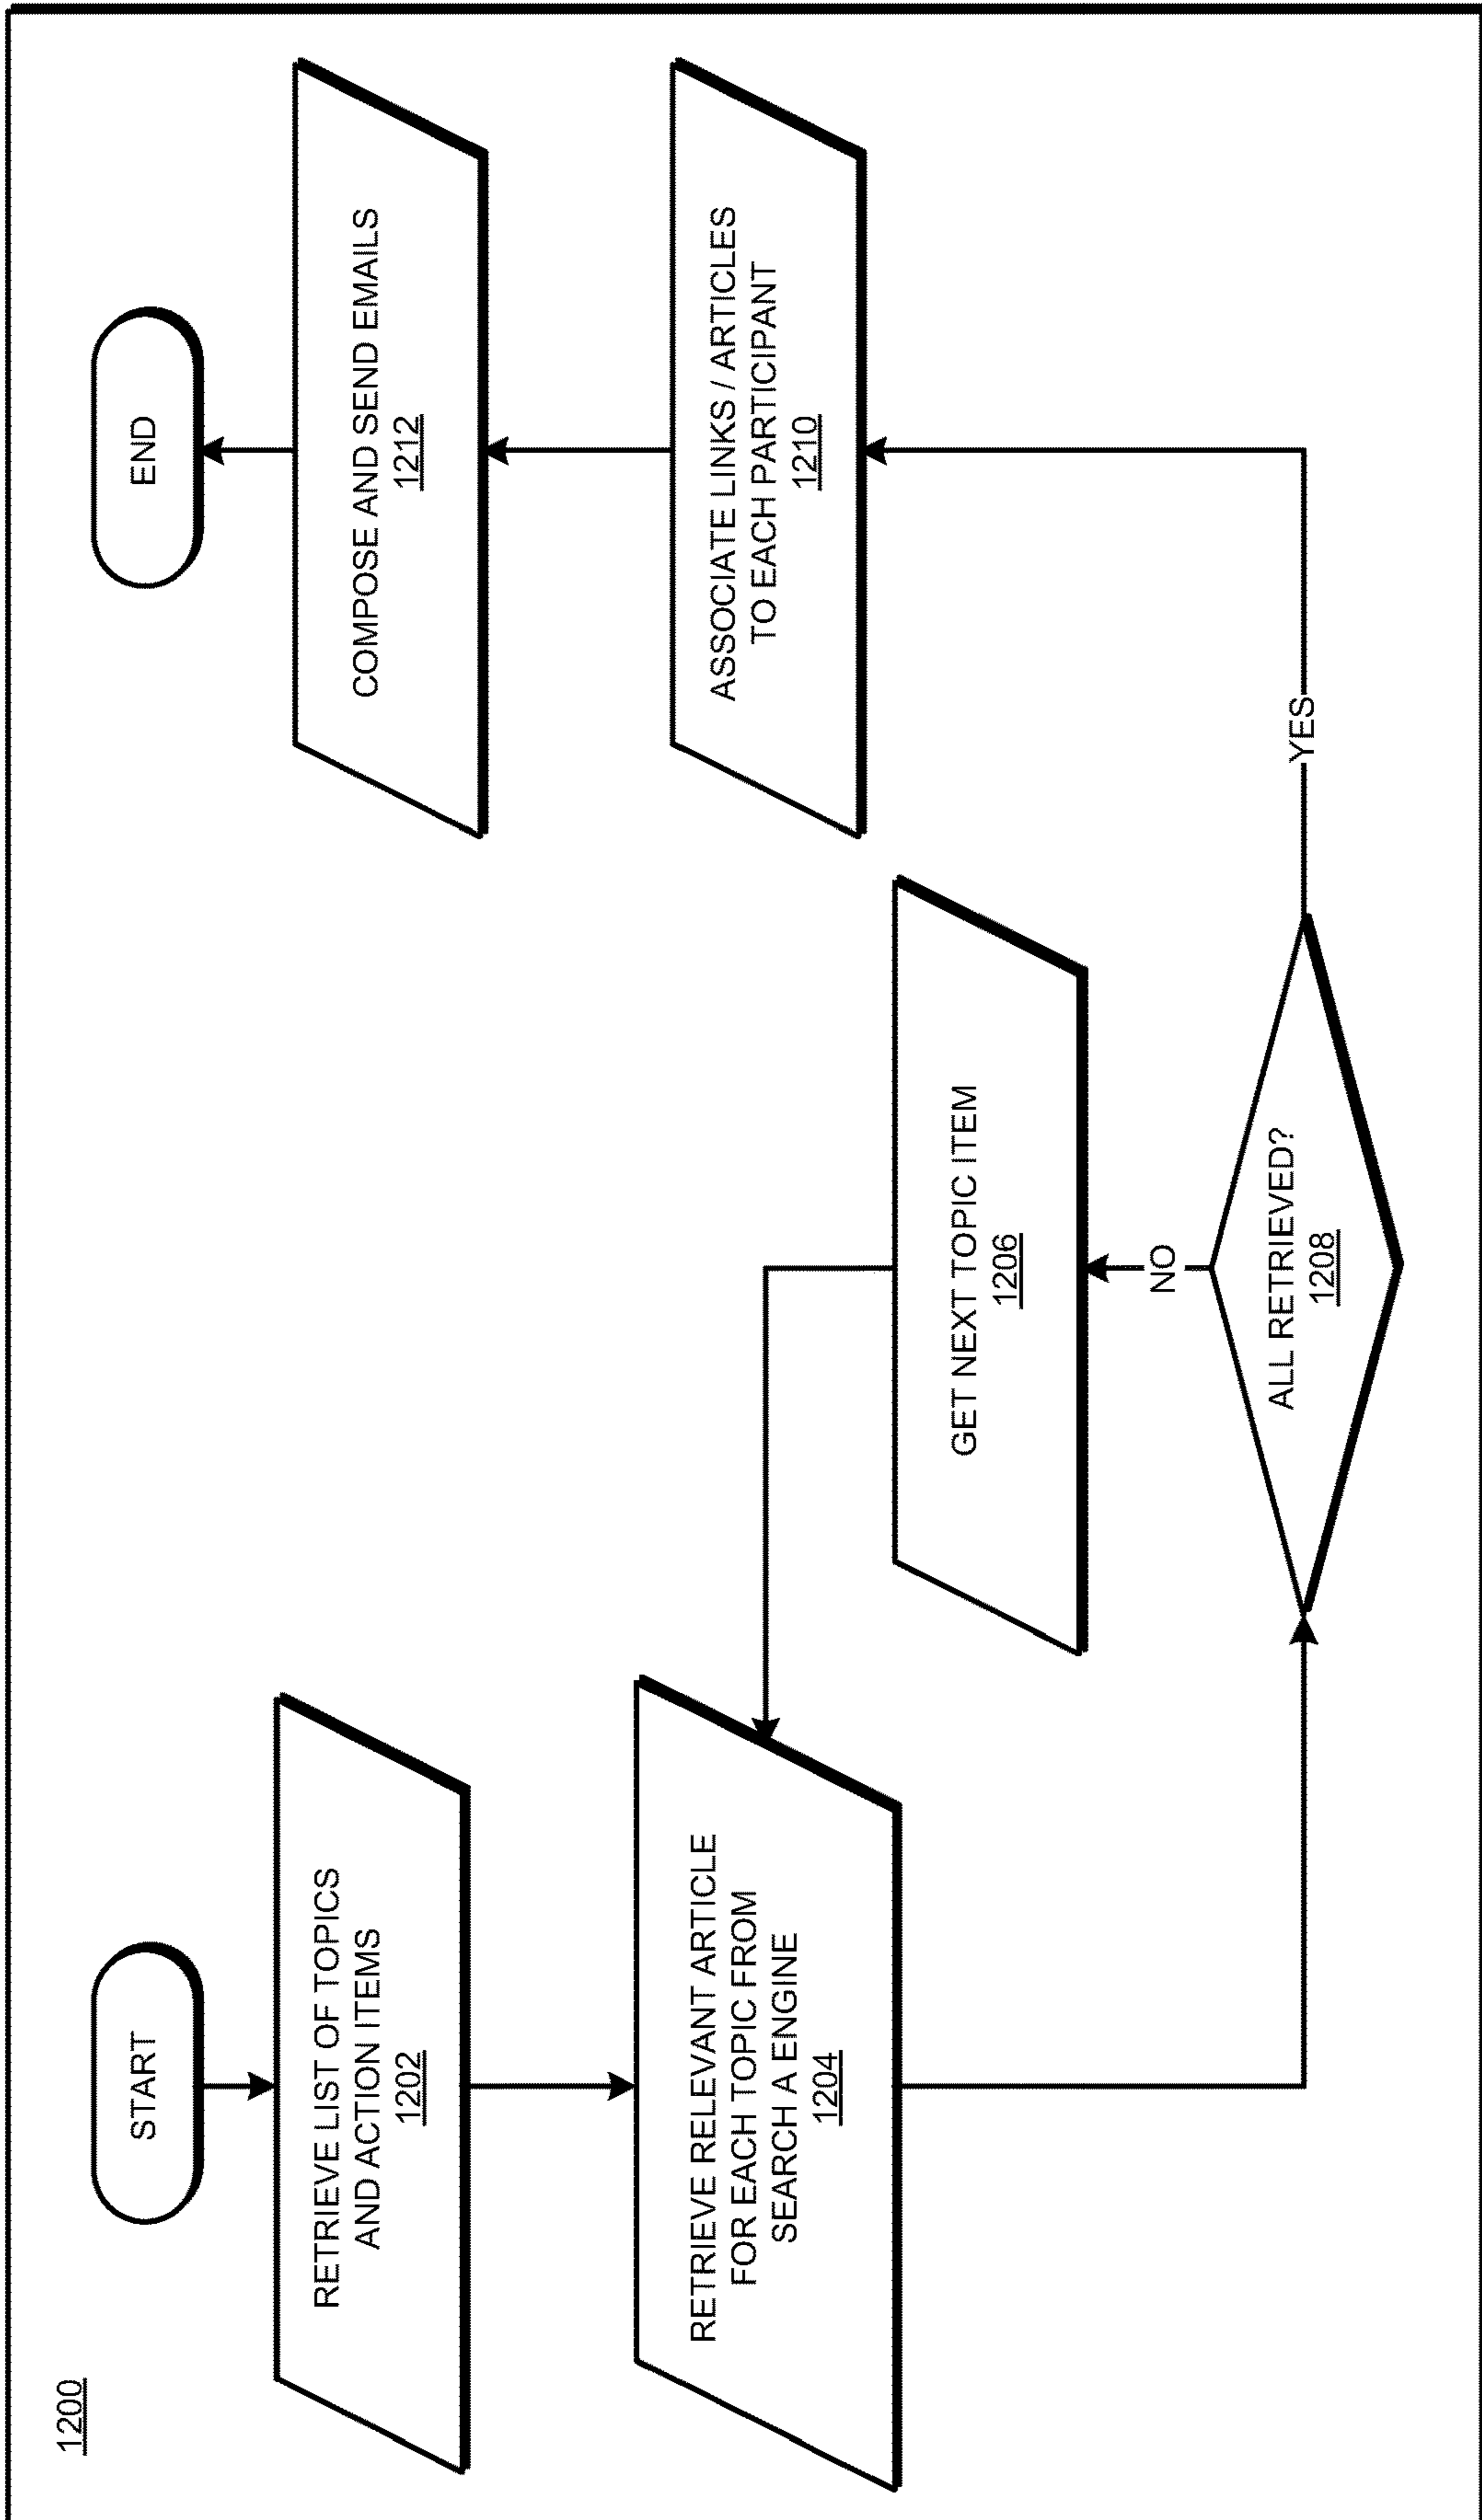 1200
START
RETRIEVE LIST OF TOPICS
AND ACTION ITEMS
1202
RETRIEVE RELEVANT ARTICLE
FOR EACH TOPIC FROM
SEARCH A ENGINE
1204
GET NEXT TOPIC ITEM
1206
NO
ALL RETRIEVED?
1208
YES
ASSOCIATE LINKS / ARTICLES
TO EACH PARTICIPANT
1210
COMPOSE AND SEND EMAILS
1212
END